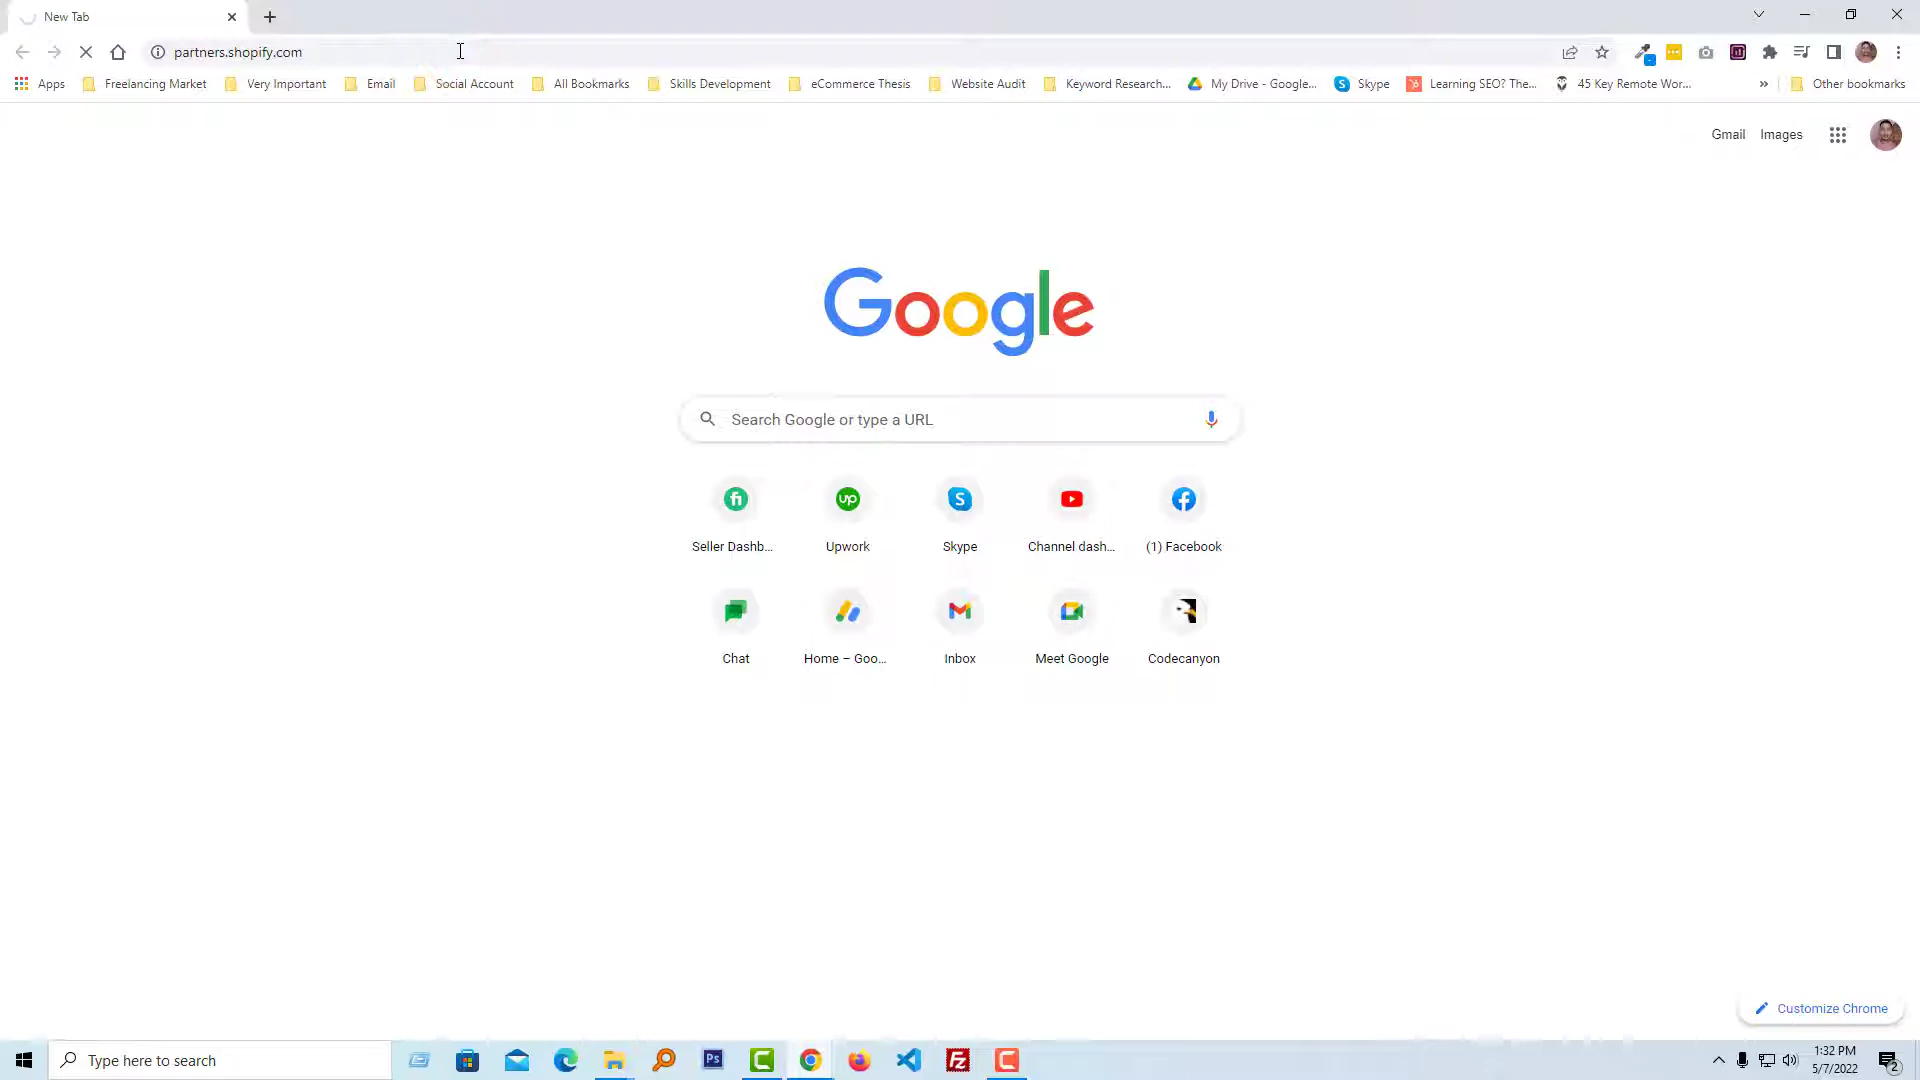 New Tab
partners.shopify.com
Apps Freelancing Market Very Important Email Social Account All Bookmarks Skills Development eCommerce Thesis Website Audit Keyword Research... My Drive - Google... Skype Learning SEO? The... 45 Key Remote Wor... » Other bookmarks
Gmail Images
Google
Search Google or type a URL
Seller Dashb... Upwork Skype Channel dash... (1) Facebook
Chat Home – Goo... Inbox Meet Google Codecanyon
Customize Chrome
Type here to search
1:32 PM
5/7/2022
2